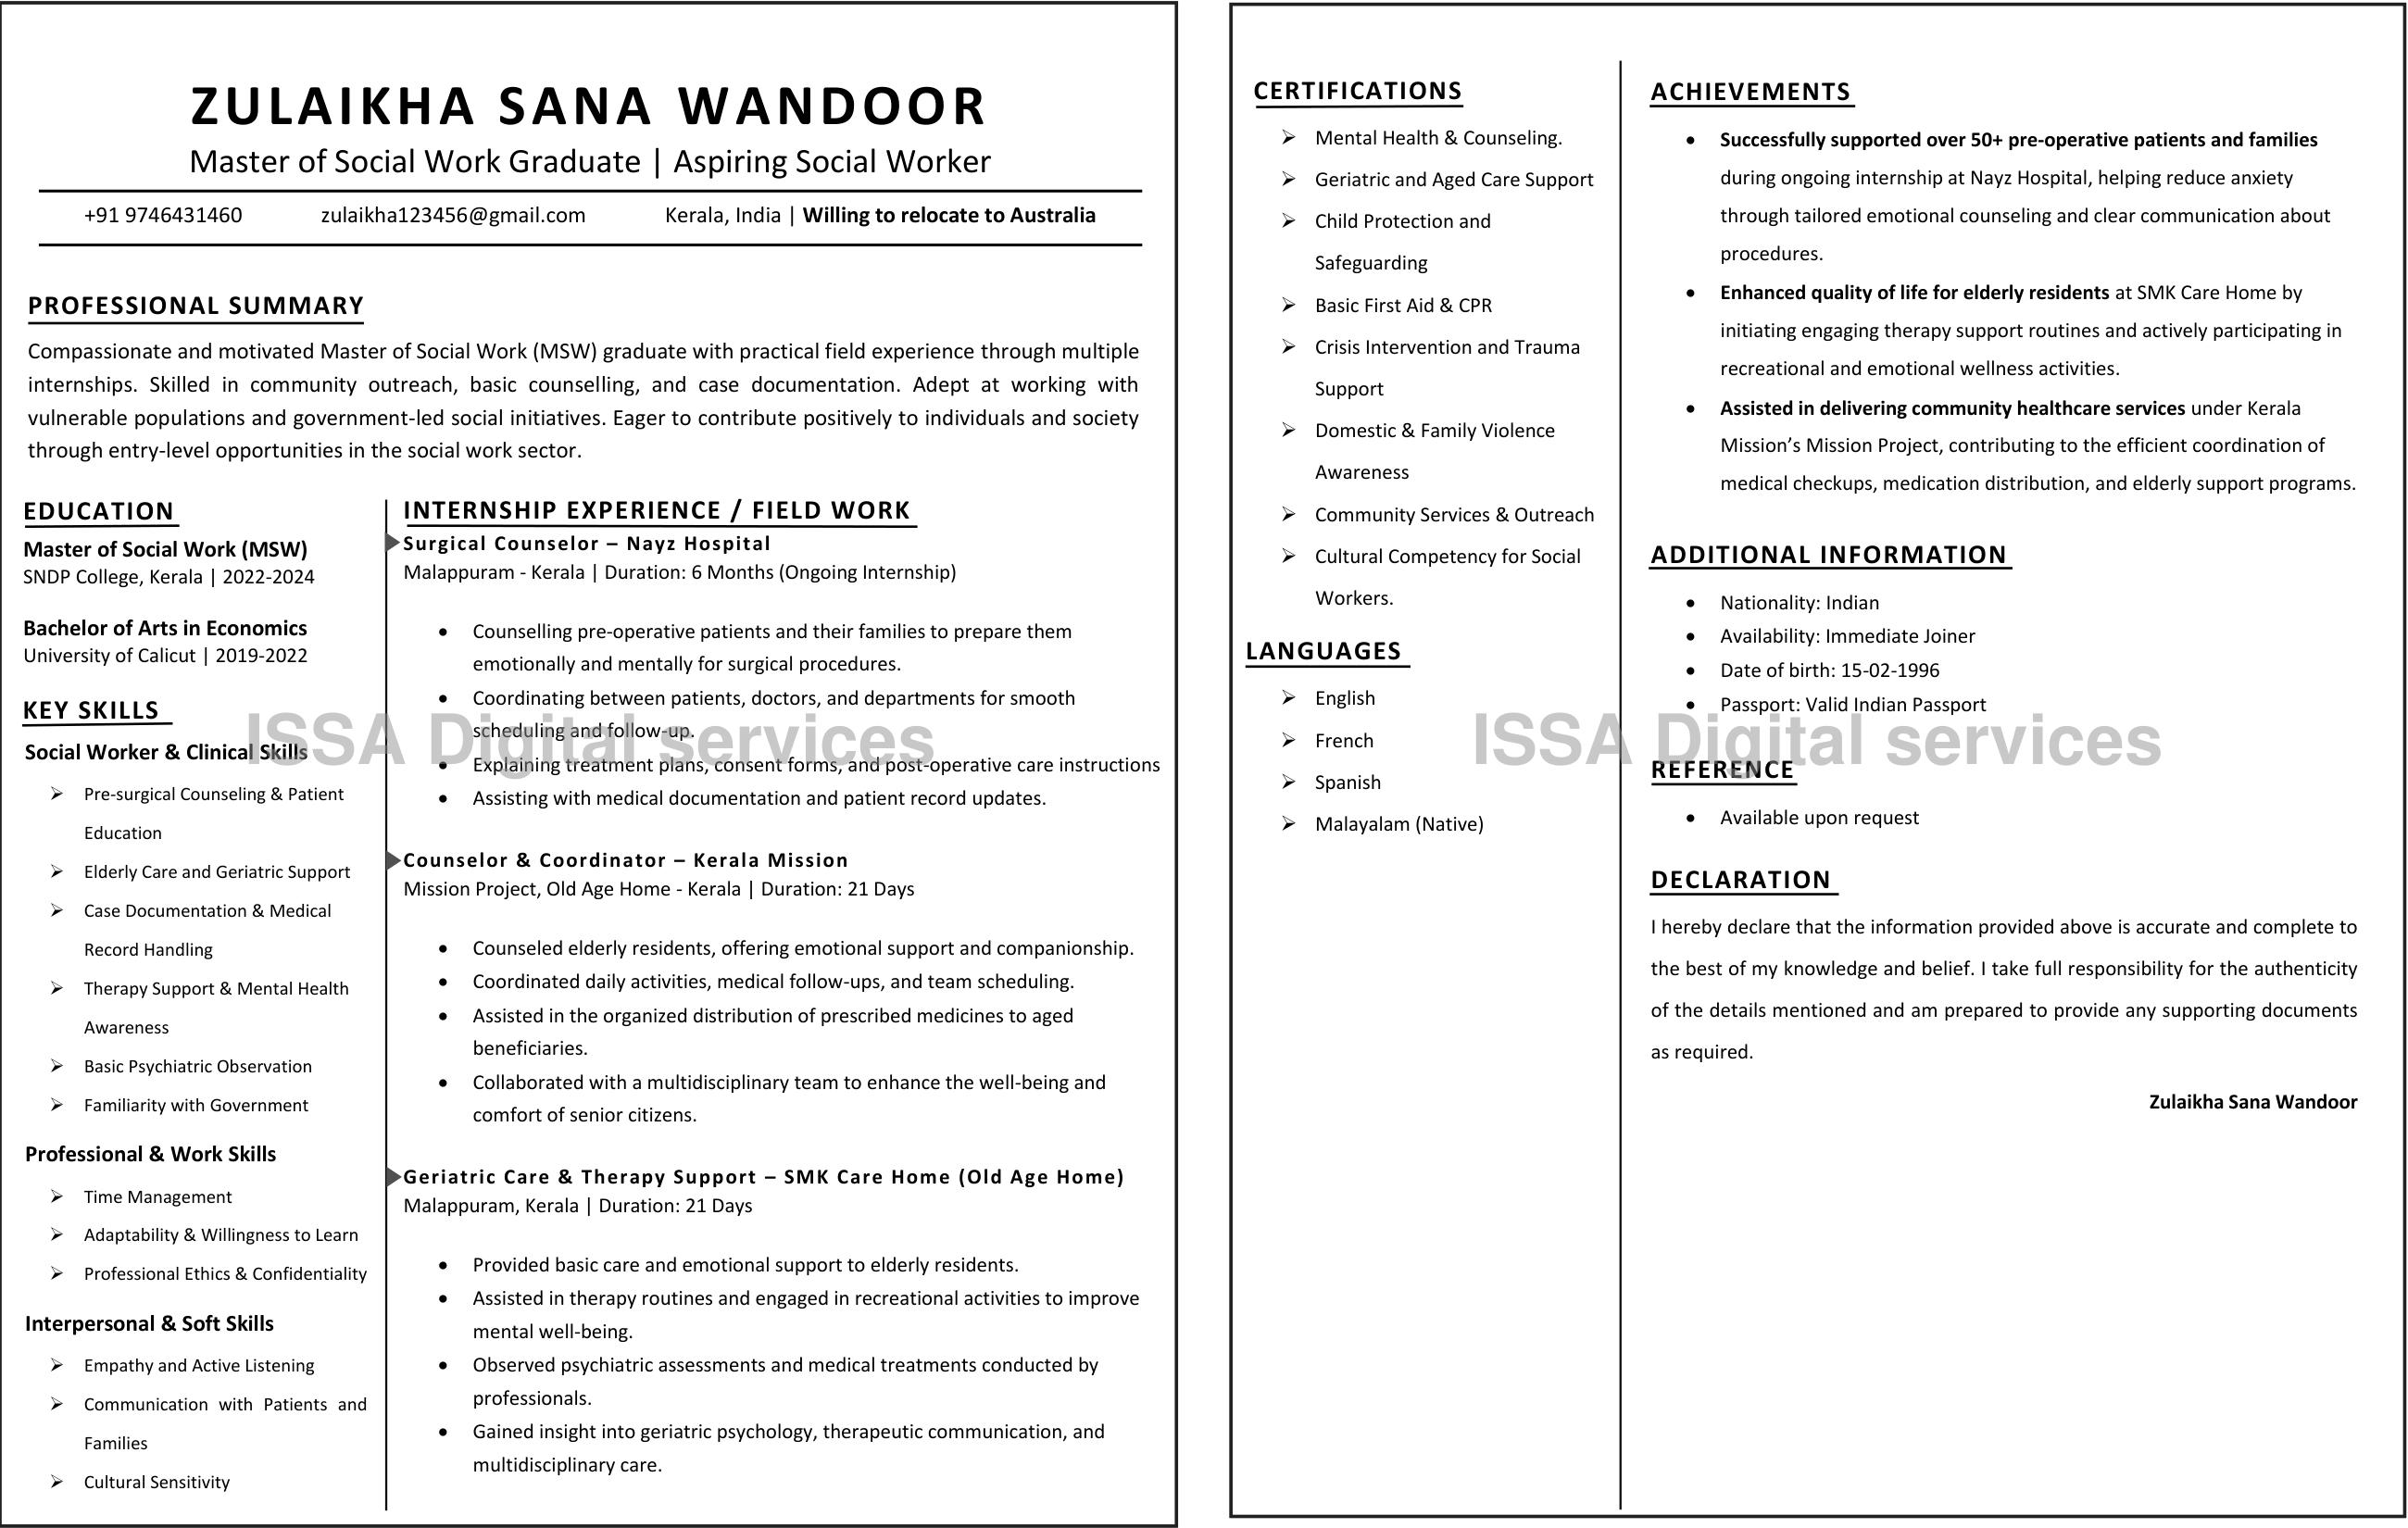 ZULAIKHA SANA WANDOOR
Master of Social Work Graduate | Aspiring Social Worker
+91 9746431460 zulaikha123456@gmail.com Kerala, India | Willing to relocate to Australia
PROFESSIONAL SUMMARY
Compassionate and motivated Master of Social Work (MSW) graduate with practical field experience through multiple
internships. Skilled in community outreach, basic counselling, and case documentation. Adept at working with
vulnerable populations and government-led social initiatives. Eager to contribute positively to individuals and society
through entry-level opportunities in the social work sector.
EDUCATION
Master of Social Work (MSW)
SNDP College, Kerala | 2022-2024
Bachelor of Arts in Economics
University of Calicut | 2019-2022
KEY SKILLS
Social Worker & Clinical Skills
➢ Pre-surgical Counseling & Patient
Education
➢ Elderly Care and Geriatric Support
➢ Case Documentation & Medical
Record Handling
➢ Therapy Support & Mental Health
Awareness
➢ Basic Psychiatric Observation
➢ Familiarity with Government
Professional & Work Skills
➢ Time Management
➢ Adaptability & Willingness to Learn
➢ Professional Ethics & Confidentiality
Interpersonal & Soft Skills
➢ Empathy and Active Listening
➢ Communication with Patients and
Families
➢ Cultural Sensitivity
INTERNSHIP EXPERIENCE / FIELD WORK
Surgical Counselor – Nayz Hospital
Malappuram - Kerala | Duration: 6 Months (Ongoing Internship)
• Counselling pre-operative patients and their families to prepare them
emotionally and mentally for surgical procedures.
• Coordinating between patients, doctors, and departments for smooth
scheduling and follow-up.
• Explaining treatment plans, consent forms, and post-operative care instructions
• Assisting with medical documentation and patient record updates.
Counselor & Coordinator – Kerala Mission
Mission Project, Old Age Home - Kerala | Duration: 21 Days
• Counseled elderly residents, offering emotional support and companionship.
• Coordinated daily activities, medical follow-ups, and team scheduling.
• Assisted in the organized distribution of prescribed medicines to aged
beneficiaries.
• Collaborated with a multidisciplinary team to enhance the well-being and
comfort of senior citizens.
Geriatric Care & Therapy Support – SMK Care Home (Old Age Home)
Malappuram, Kerala | Duration: 21 Days
• Provided basic care and emotional support to elderly residents.
• Assisted in therapy routines and engaged in recreational activities to improve
mental well-being.
• Observed psychiatric assessments and medical treatments conducted by
professionals.
• Gained insight into geriatric psychology, therapeutic communication, and
multidisciplinary care.
ISSA Digital services
CERTIFICATIONS
➢ Mental Health & Counseling.
➢ Geriatric and Aged Care Support
➢ Child Protection and
Safeguarding
➢ Basic First Aid & CPR
➢ Crisis Intervention and Trauma
Support
➢ Domestic & Family Violence
Awareness
➢ Community Services & Outreach
➢ Cultural Competency for Social
Workers.
LANGUAGES
➢ English
➢ French
➢ Spanish
➢ Malayalam (Native)
ACHIEVEMENTS
• Successfully supported over 50+ pre-operative patients and families
during ongoing internship at Nayz Hospital, helping reduce anxiety
through tailored emotional counseling and clear communication about
procedures.
• Enhanced quality of life for elderly residents at SMK Care Home by
initiating engaging therapy support routines and actively participating in
recreational and emotional wellness activities.
• Assisted in delivering community healthcare services under Kerala
Mission’s Mission Project, contributing to the efficient coordination of
medical checkups, medication distribution, and elderly support programs.
ADDITIONAL INFORMATION
• Nationality: Indian
• Availability: Immediate Joiner
• Date of birth: 15-02-1996
• Passport: Valid Indian Passport
REFERENCE
• Available upon request
DECLARATION
I hereby declare that the information provided above is accurate and complete to
the best of my knowledge and belief. I take full responsibility for the authenticity
of the details mentioned and am prepared to provide any supporting documents
as required.
Zulaikha Sana Wandoor
ISSA Digital services